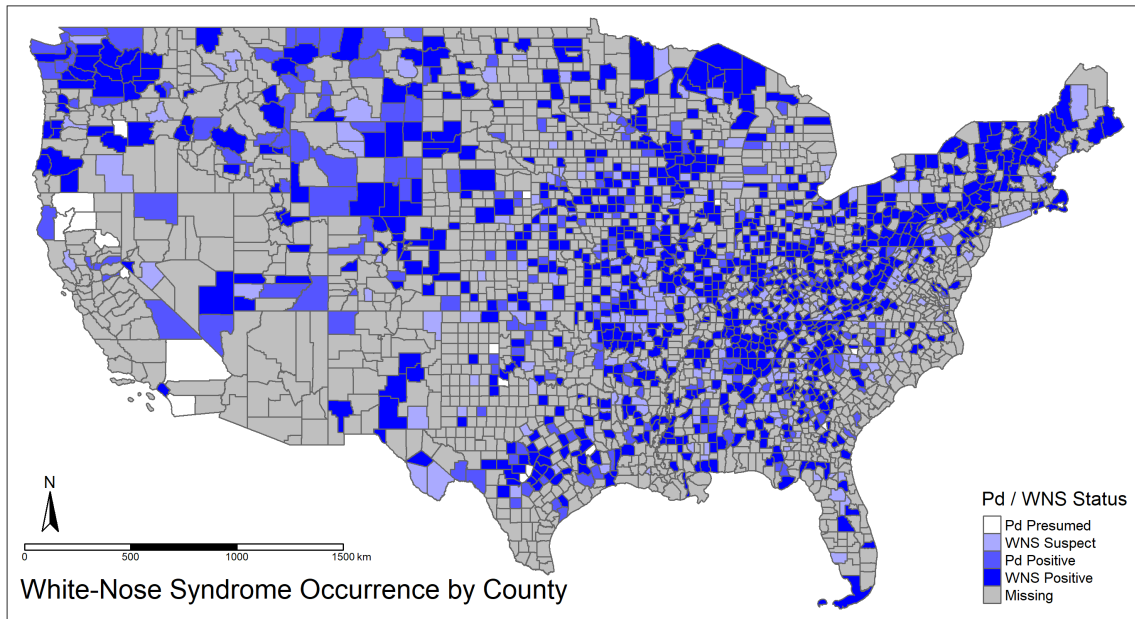 N
0 500 1000 1500 km
White-Nose Syndrome Occurrence by County
Pd / WNS Status
Pd Presumed
WNS Suspect
Pd Positive
WNS Positive
Missing